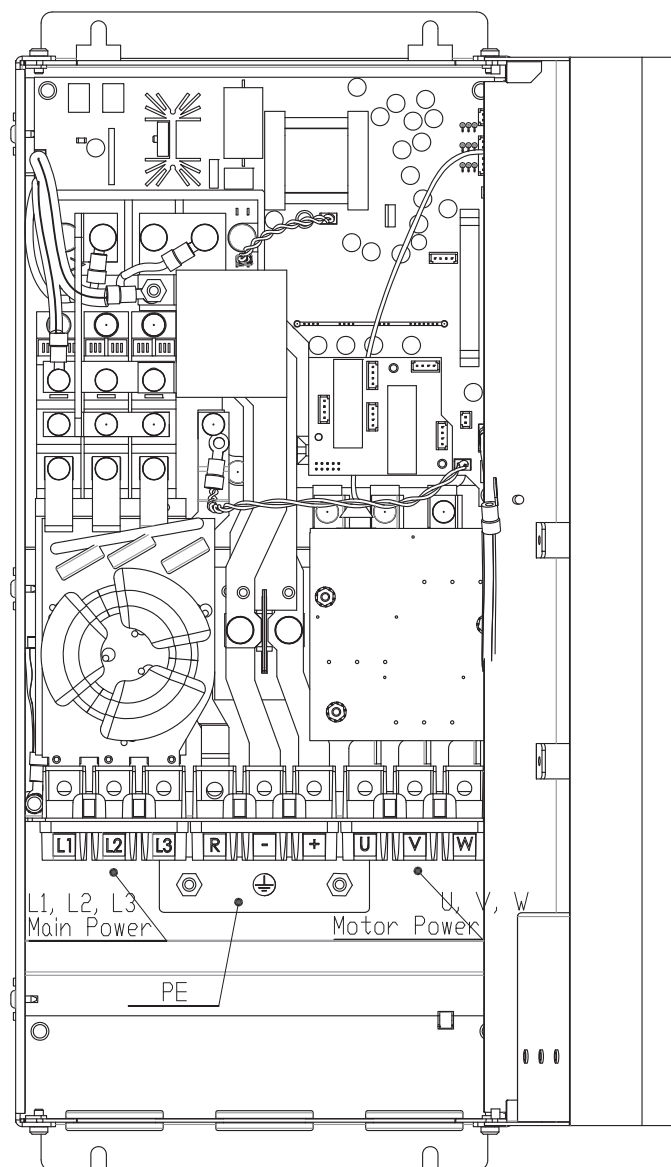 L1 L2 L3 R - + U V W
L1, L2, L3
Main Power
U, V, W
Motor Power
PE